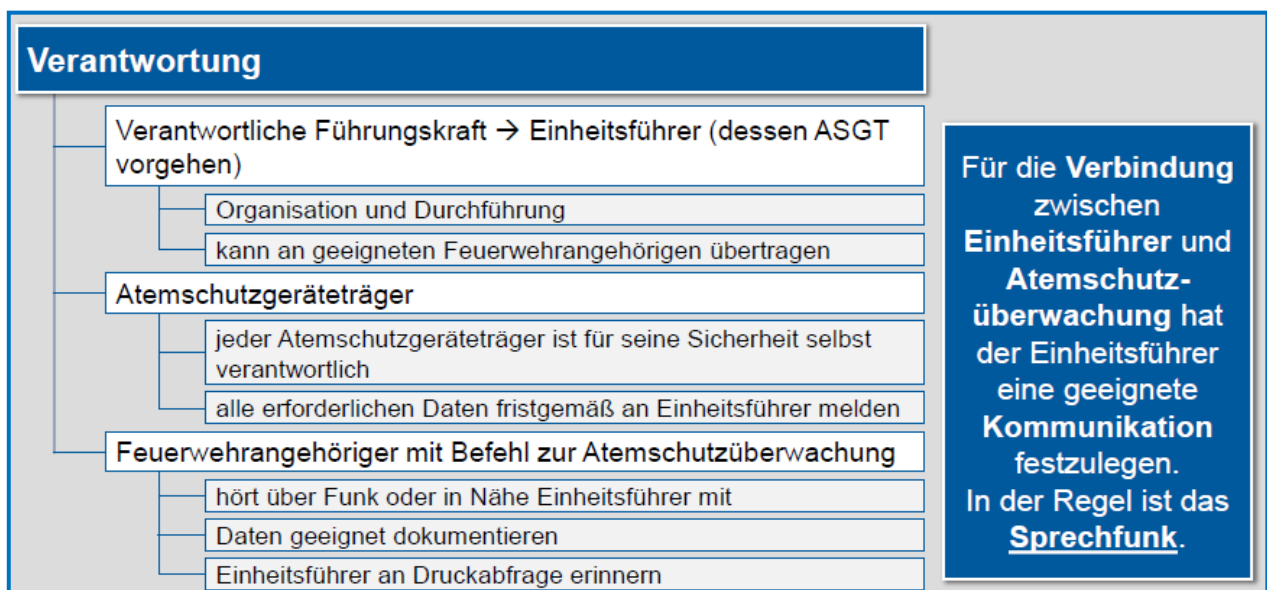 Verantwortung
Verantwortliche Führungskraft → Einheitsführer (dessen ASGT
vorgehen)
Organisation und Durchführung
kann an geeigneten Feuerwehrangehörigen übertragen
Atemschutzgeräteträger
jeder Atemschutzgeräteträger ist für seine Sicherheit selbst
verantwortlich
alle erforderlichen Daten fristgemäß an Einheitsführer melden
Feuerwehrangehöriger mit Befehl zur Atemschutzüberwachung
hört über Funk oder in Nähe Einheitsführer mit
Daten geeignet dokumentieren
Einheitsführer an Druckabfrage erinnern
Für die Verbindung
zwischen
Einheitsführer und
Atemschutz-
überwachung hat
der Einheitsführer
eine geeignete
Kommunikation
festzulegen.
In der Regel ist das
Sprechfunk.